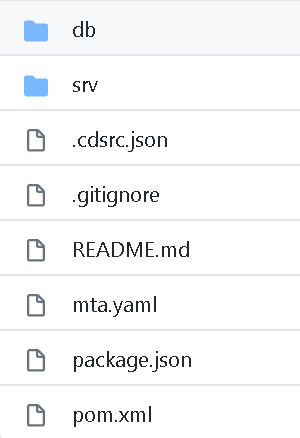 db
srv
.cdsrc.json
.gitignore
README.md
mta.yaml
package.json
pom.xml